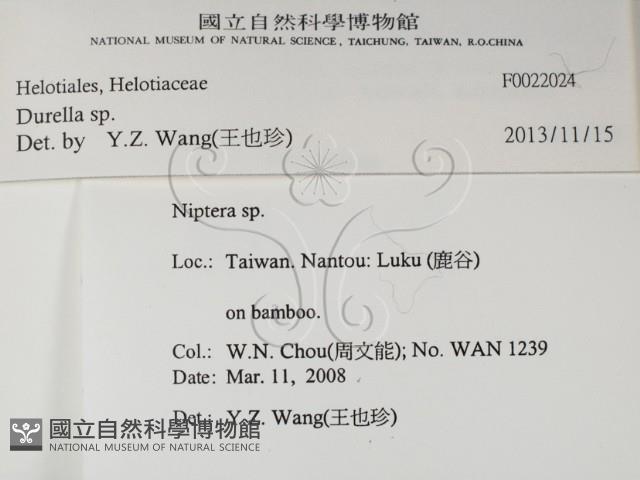 國立自然科學博物館
NATIONAL MUSEUM OF NATURAL SCIENCE, TAICHUNG, TAIWAN, R.O.CHINA
Helotiales, Helotiaceae F0022024
Durella sp.
Det. by Y.Z. Wang(王也珍) 2013/11/15
Niptera sp.
Loc.: Taiwan. Nantou: Luku (鹿谷)
on bamboo.
Col.: W.N. Chou(周文能); No. WAN 1239
Date: Mar. 11, 2008
Det.: Y.Z. Wang(王也珍)
國立自然科學博物館
NATIONAL MUSEUM OF NATURAL SCIENCE